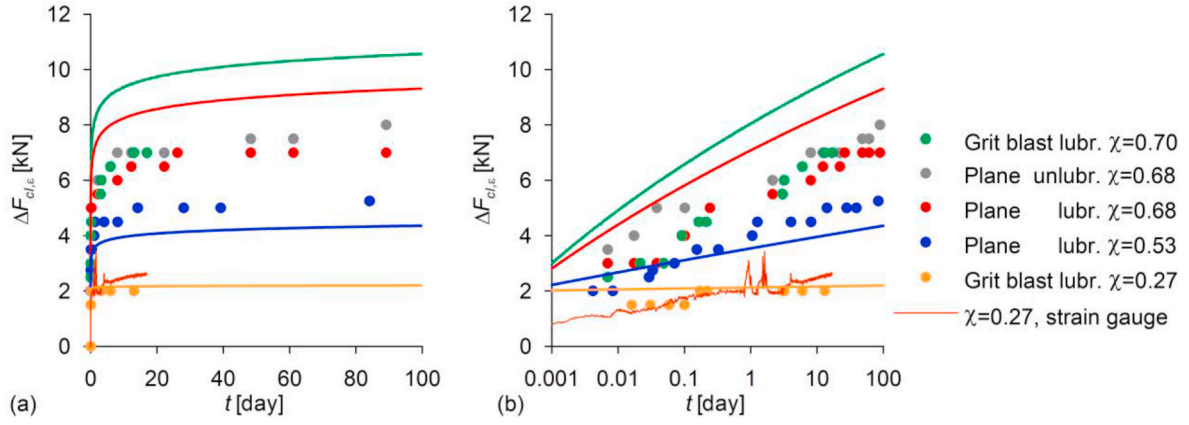 12
10
8
6
4
2
0
ΔF_cl,ε [kN]
0 20 40 60 80 100
(a) t [day]
12
10
8
6
4
2
0
ΔF_cl,ε [kN]
0.001 0.01 0.1 1 10 100
(b) t [day]
Grit blast lubr. χ=0.70
Plane unlubr. χ=0.68
Plane lubr. χ=0.68
Plane lubr. χ=0.53
Grit blast lubr. χ=0.27
χ=0.27, strain gauge